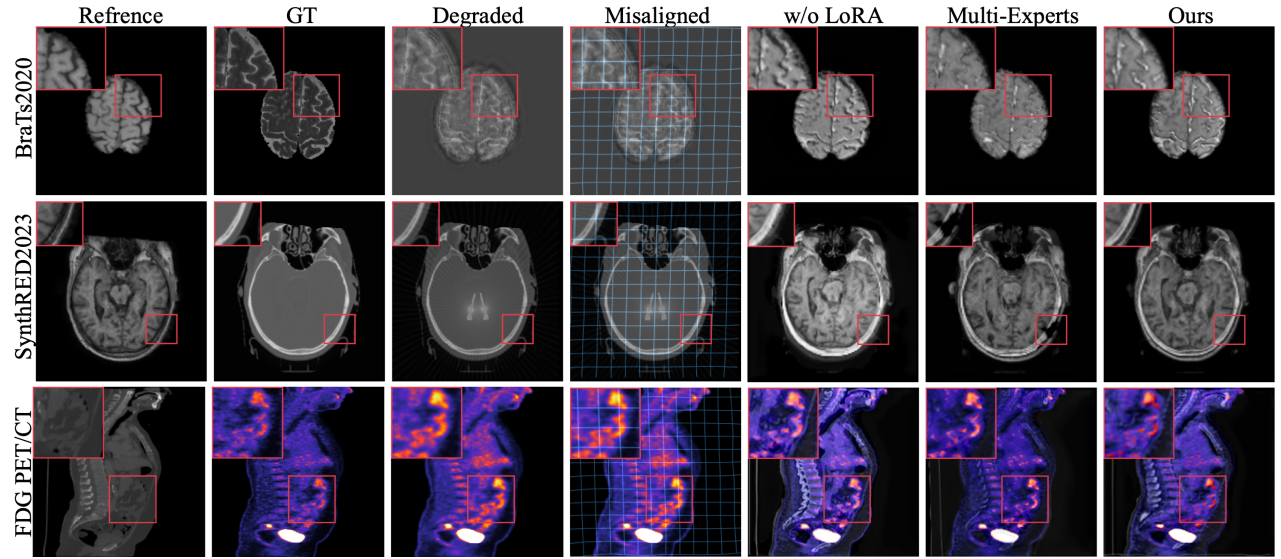 Refrence GT Degraded Misaligned w/o LoRA Multi-Experts Ours
BraTs2020
SynthRED2023
FDG PET/CT